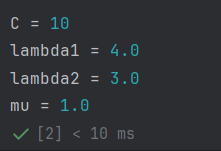 C = 10
lambda1 = 4.0
lambda2 = 3.0
mu = 1.0
✓ [2] < 10 ms